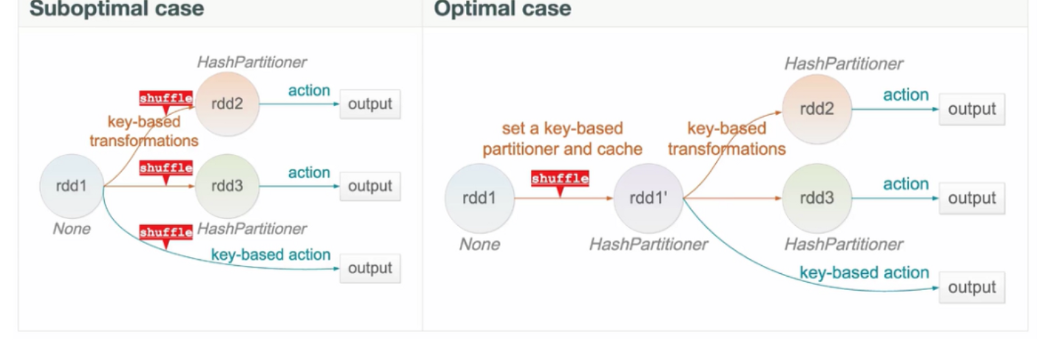 Suboptimal case
HashPartitioner
shuffle
rdd2
action
output
key-based
transformations
rdd1
None
shuffle
rdd3
action
output
HashPartitioner
shuffle
key-based action
output
Optimal case
HashPartitioner
rdd2
action
output
set a key-based
partitioner and cache
key-based
transformations
shuffle
rdd1
None
rdd1'
HashPartitioner
rdd3
action
output
HashPartitioner
key-based action
output